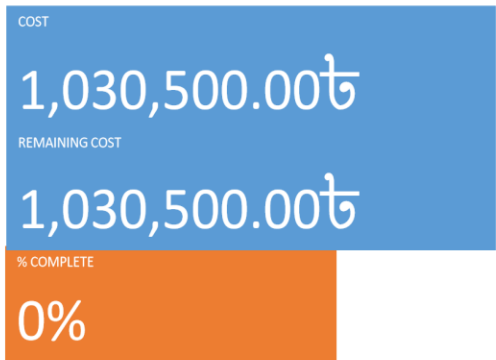 COST
1,030,500.00৳
REMAINING COST
1,030,500.00৳
% COMPLETE
0%